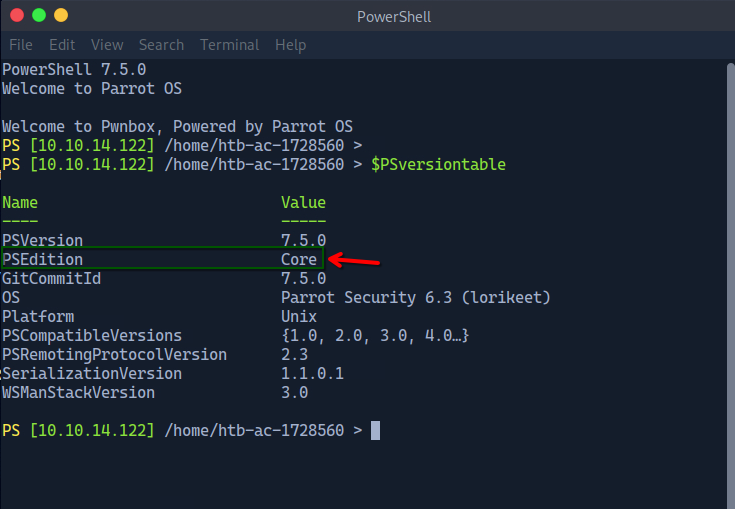 PowerShell
File Edit View Search Terminal Help
PowerShell 7.5.0
Welcome to Parrot OS
Welcome to Pwnbox, Powered by Parrot OS
PS [10.10.14.122] /home/htb-ac-1728560 >
PS [10.10.14.122] /home/htb-ac-1728560 > $PSversiontable
Name Value
---- -----
PSVersion 7.5.0
PSEdition Core
GitCommitId 7.5.0
OS Parrot Security 6.3 (lorikeet)
Platform Unix
PSCompatibleVersions {1.0, 2.0, 3.0, 4.0…}
PSRemotingProtocolVersion 2.3
SerializationVersion 1.1.0.1
WSManStackVersion 3.0
PS [10.10.14.122] /home/htb-ac-1728560 >